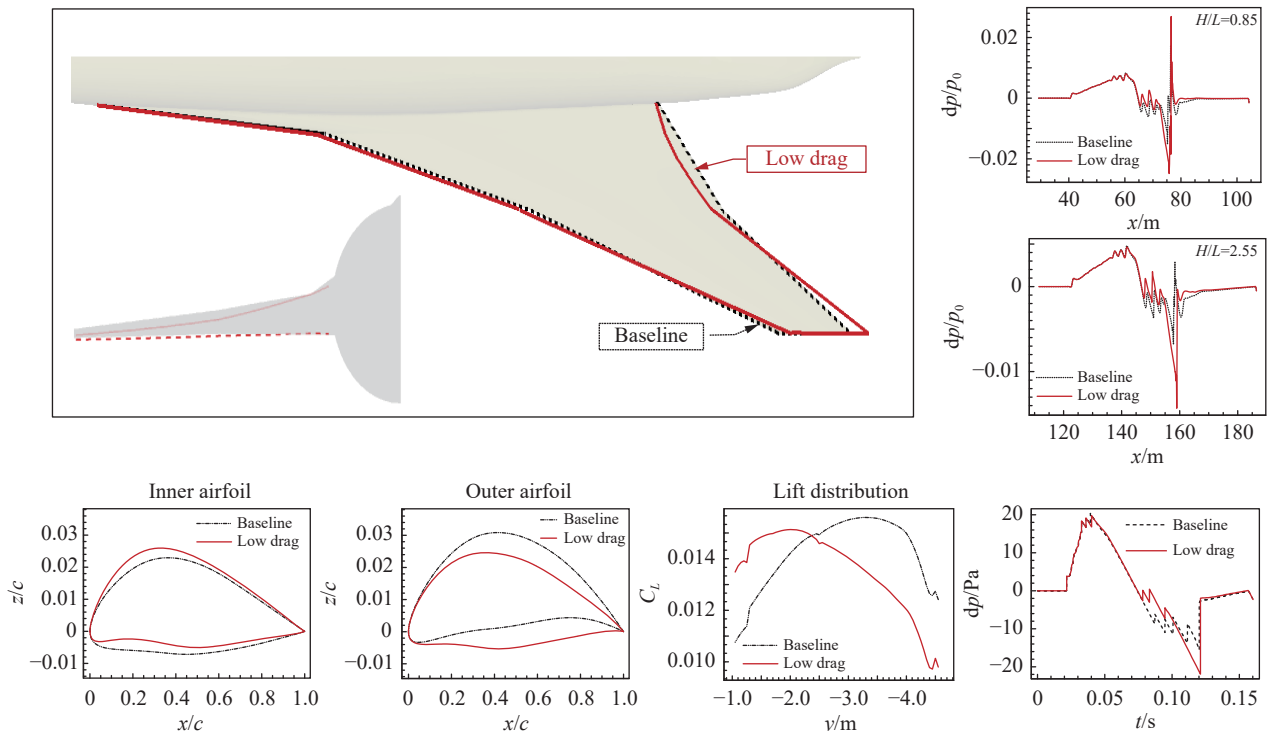 Low drag
Baseline
H/L=0.85
dp/p₀
0.02
0
−0.02
Baseline
Low drag
40
60
80
100
x/m
H/L=2.55
dp/p₀
0
−0.01
Baseline
Low drag
120
140
160
180
x/m
Inner airfoil
z/c
0.03
0.02
0.01
0
−0.01
Baseline
Low drag
0
0.2
0.4
0.6
0.8
1.0
x/c
Outer airfoil
z/c
0.03
0.02
0.01
0
−0.01
Baseline
Low drag
0
0.2
0.4
0.6
0.8
1.0
x/c
Lift distribution
C_L
0.014
0.012
0.010
Baseline
Low drag
−1.0
−2.0
−3.0
−4.0
y/m
dp/Pa
20
10
0
−10
−20
Baseline
Low drag
0
0.05
0.10
0.15
t/s